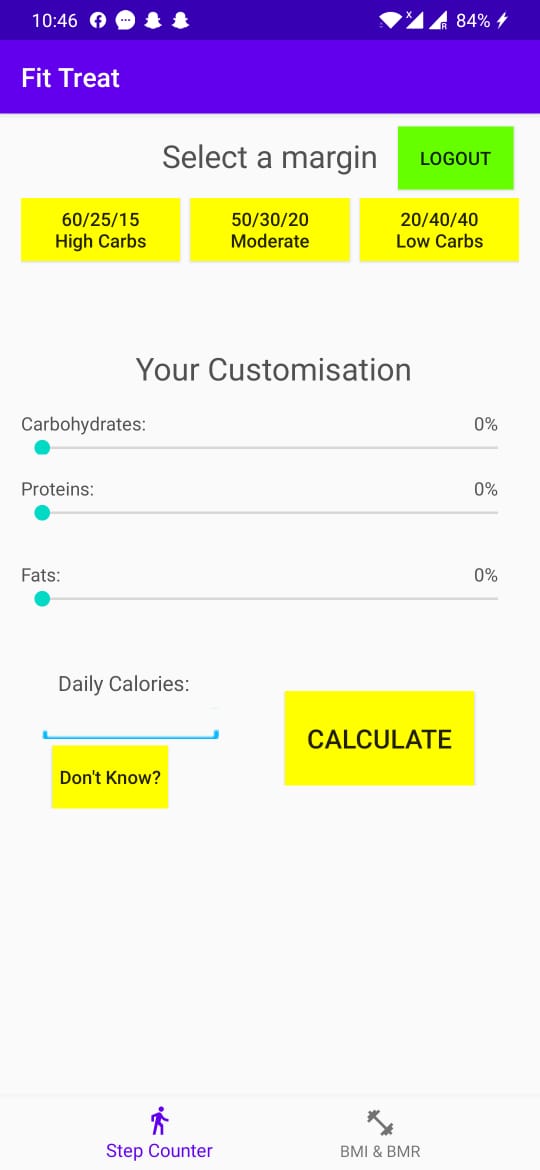 10:46 84%
Fit Treat
Select a margin LOGOUT
60/25/15 50/30/20 20/40/40
High Carbs Moderate Low Carbs
Your Customisation
Carbohydrates: 0%
Proteins: 0%
Fats: 0%
Daily Calories:
CALCULATE
Don't Know?
Step Counter BMI & BMR